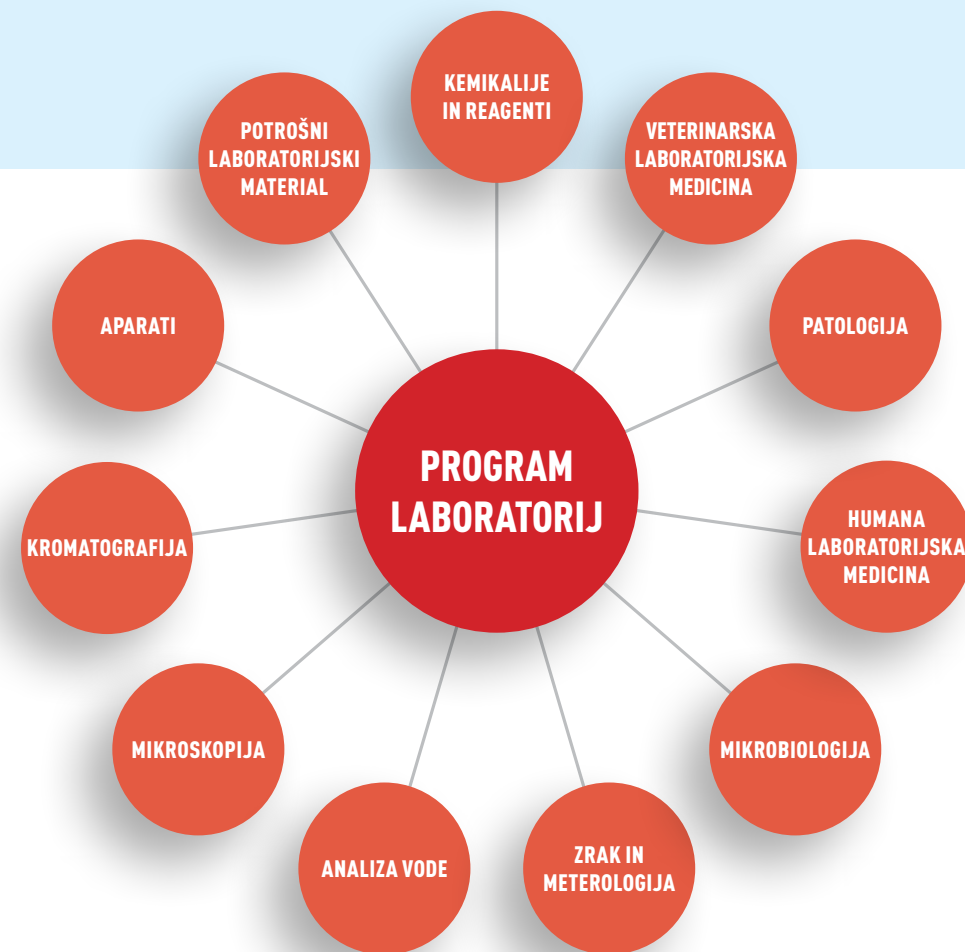 KEMIKALIJE
IN REAGENTI
VETERINARSKA
LABORATORIJSKA
MEDICINA
PATOLOGIJA
HUMANA
LABORATORIJSKA
MEDICINA
MIKROBIOLOGIJA
ZRAK IN
METEROLOGIJA
ANALIZA VODE
MIKROSKOPIJA
KROMATOGRAFIJA
APARATI
POTROŠNI
LABORATORIJSKI
MATERIAL
PROGRAM
LABORATORIJ